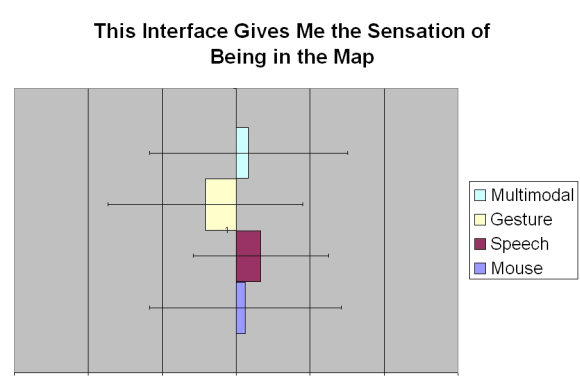 This Interface Gives Me the Sensation of
Being in the Map
Multimodal
Gesture
Speech
Mouse